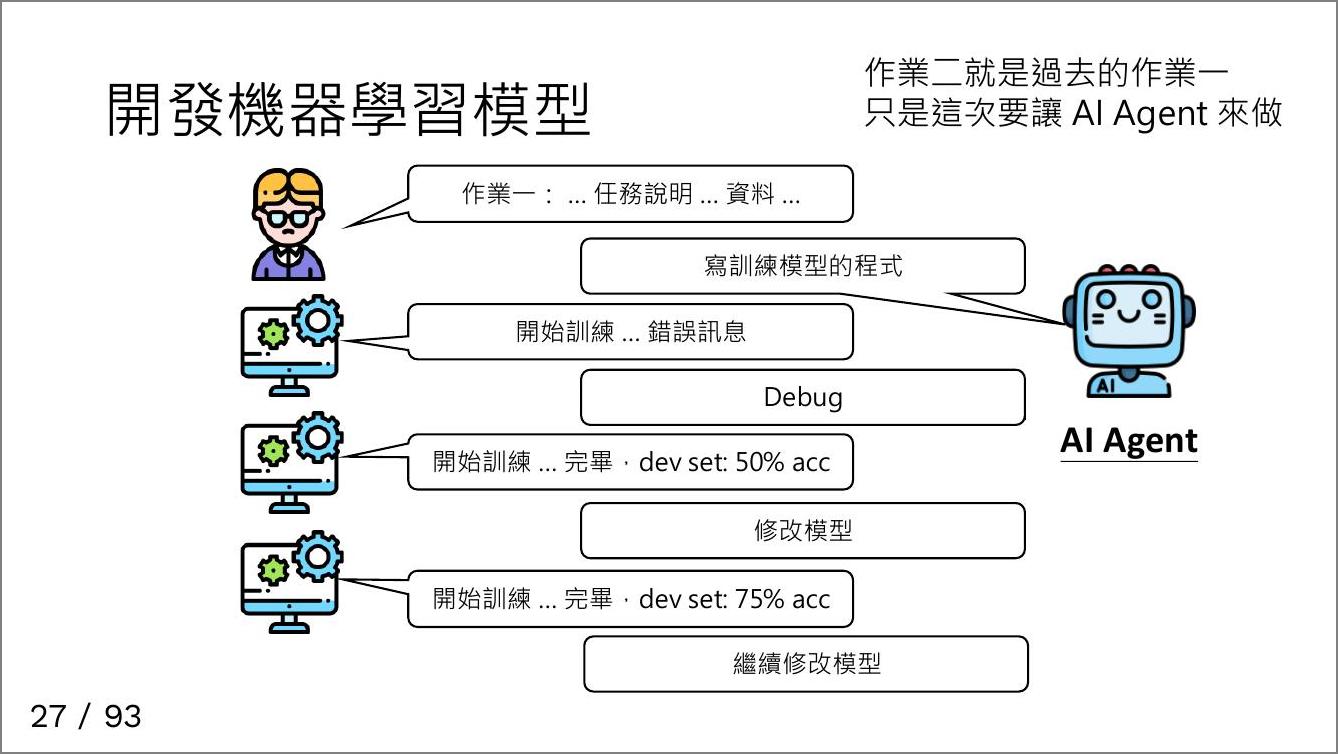 開發機器學習模型
作業二就是過去的作業一
只是這次要讓 AI Agent 來做
作業一： … 任務說明 … 資料 …
寫訓練模型的程式
開始訓練 … 錯誤訊息
Debug
AI
AI Agent
開始訓練 … 完畢，dev set: 50% acc
修改模型
開始訓練 … 完畢，dev set: 75% acc
繼續修改模型
27 / 93